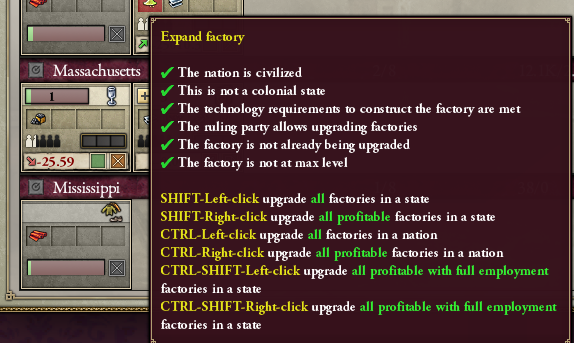 Expand factory
✔ The nation is civilized
✔ This is not a colonial state
✔ The technology requirements to construct the factory are met
✔ The ruling party allows upgrading factories
✔ The factory is not already being upgraded
✔ The factory is not at max level
SHIFT-Left-click upgrade all factories in a state
SHIFT-Right-click upgrade all profitable factories in a state
CTRL-Left-click upgrade all factories in a nation
CTRL-Right-click upgrade all profitable factories in a nation
CTRL-SHIFT-Left-click upgrade all profitable with full employment
factories in a state
CTRL-SHIFT-Right-click upgrade all profitable with full employment
factories in a state
Massachusetts
1
-25.59
Mississippi